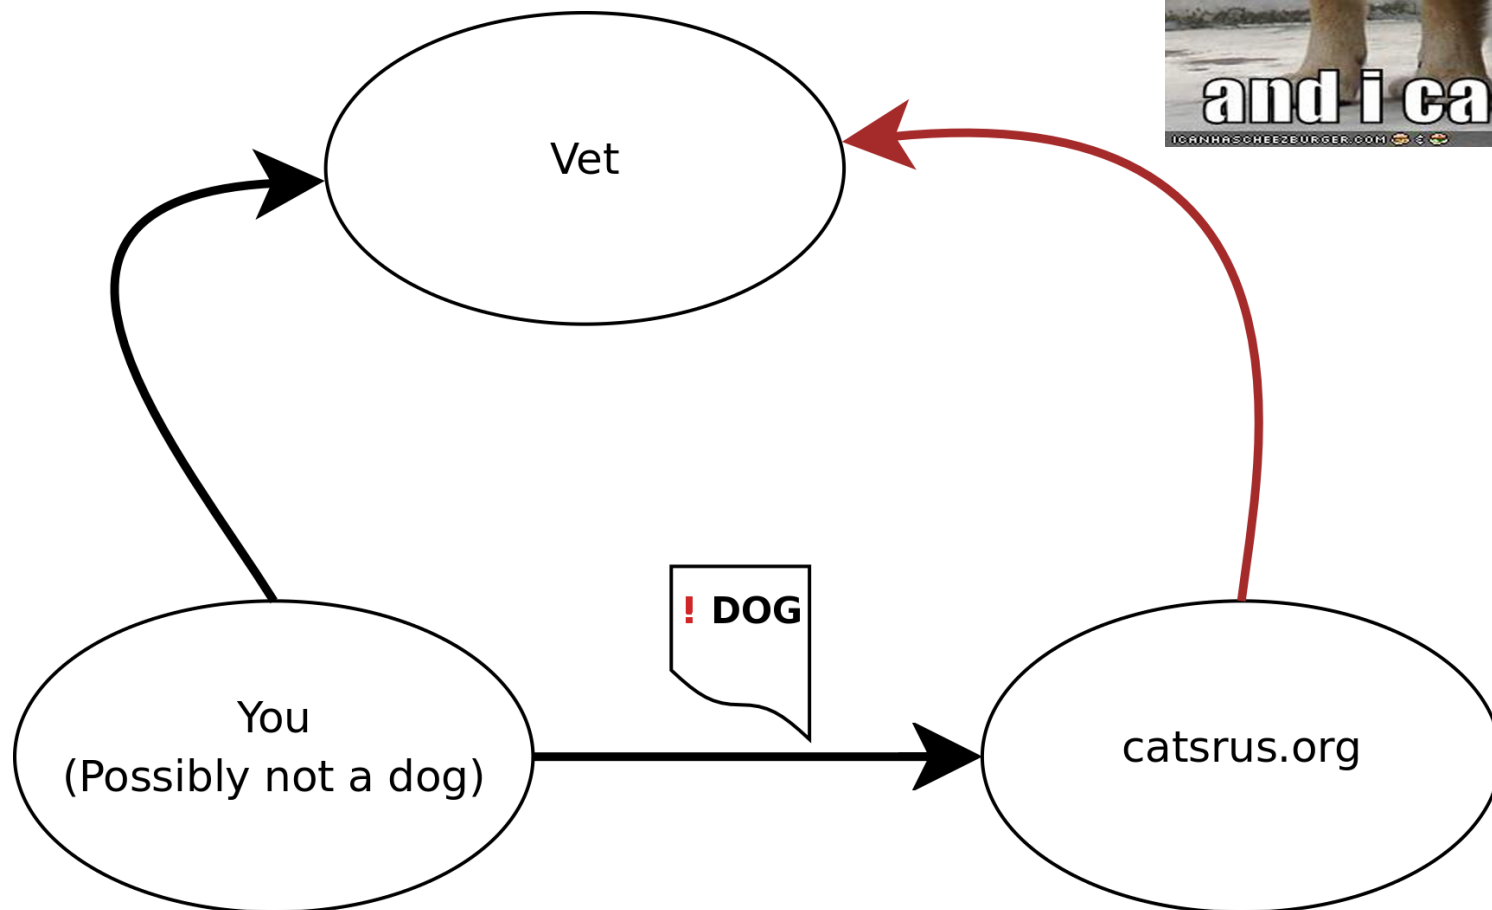 and i ca
ICANHASCHEEZBURGER.COM
Vet
! DOG
You
(Possibly not a dog)
catsrus.org